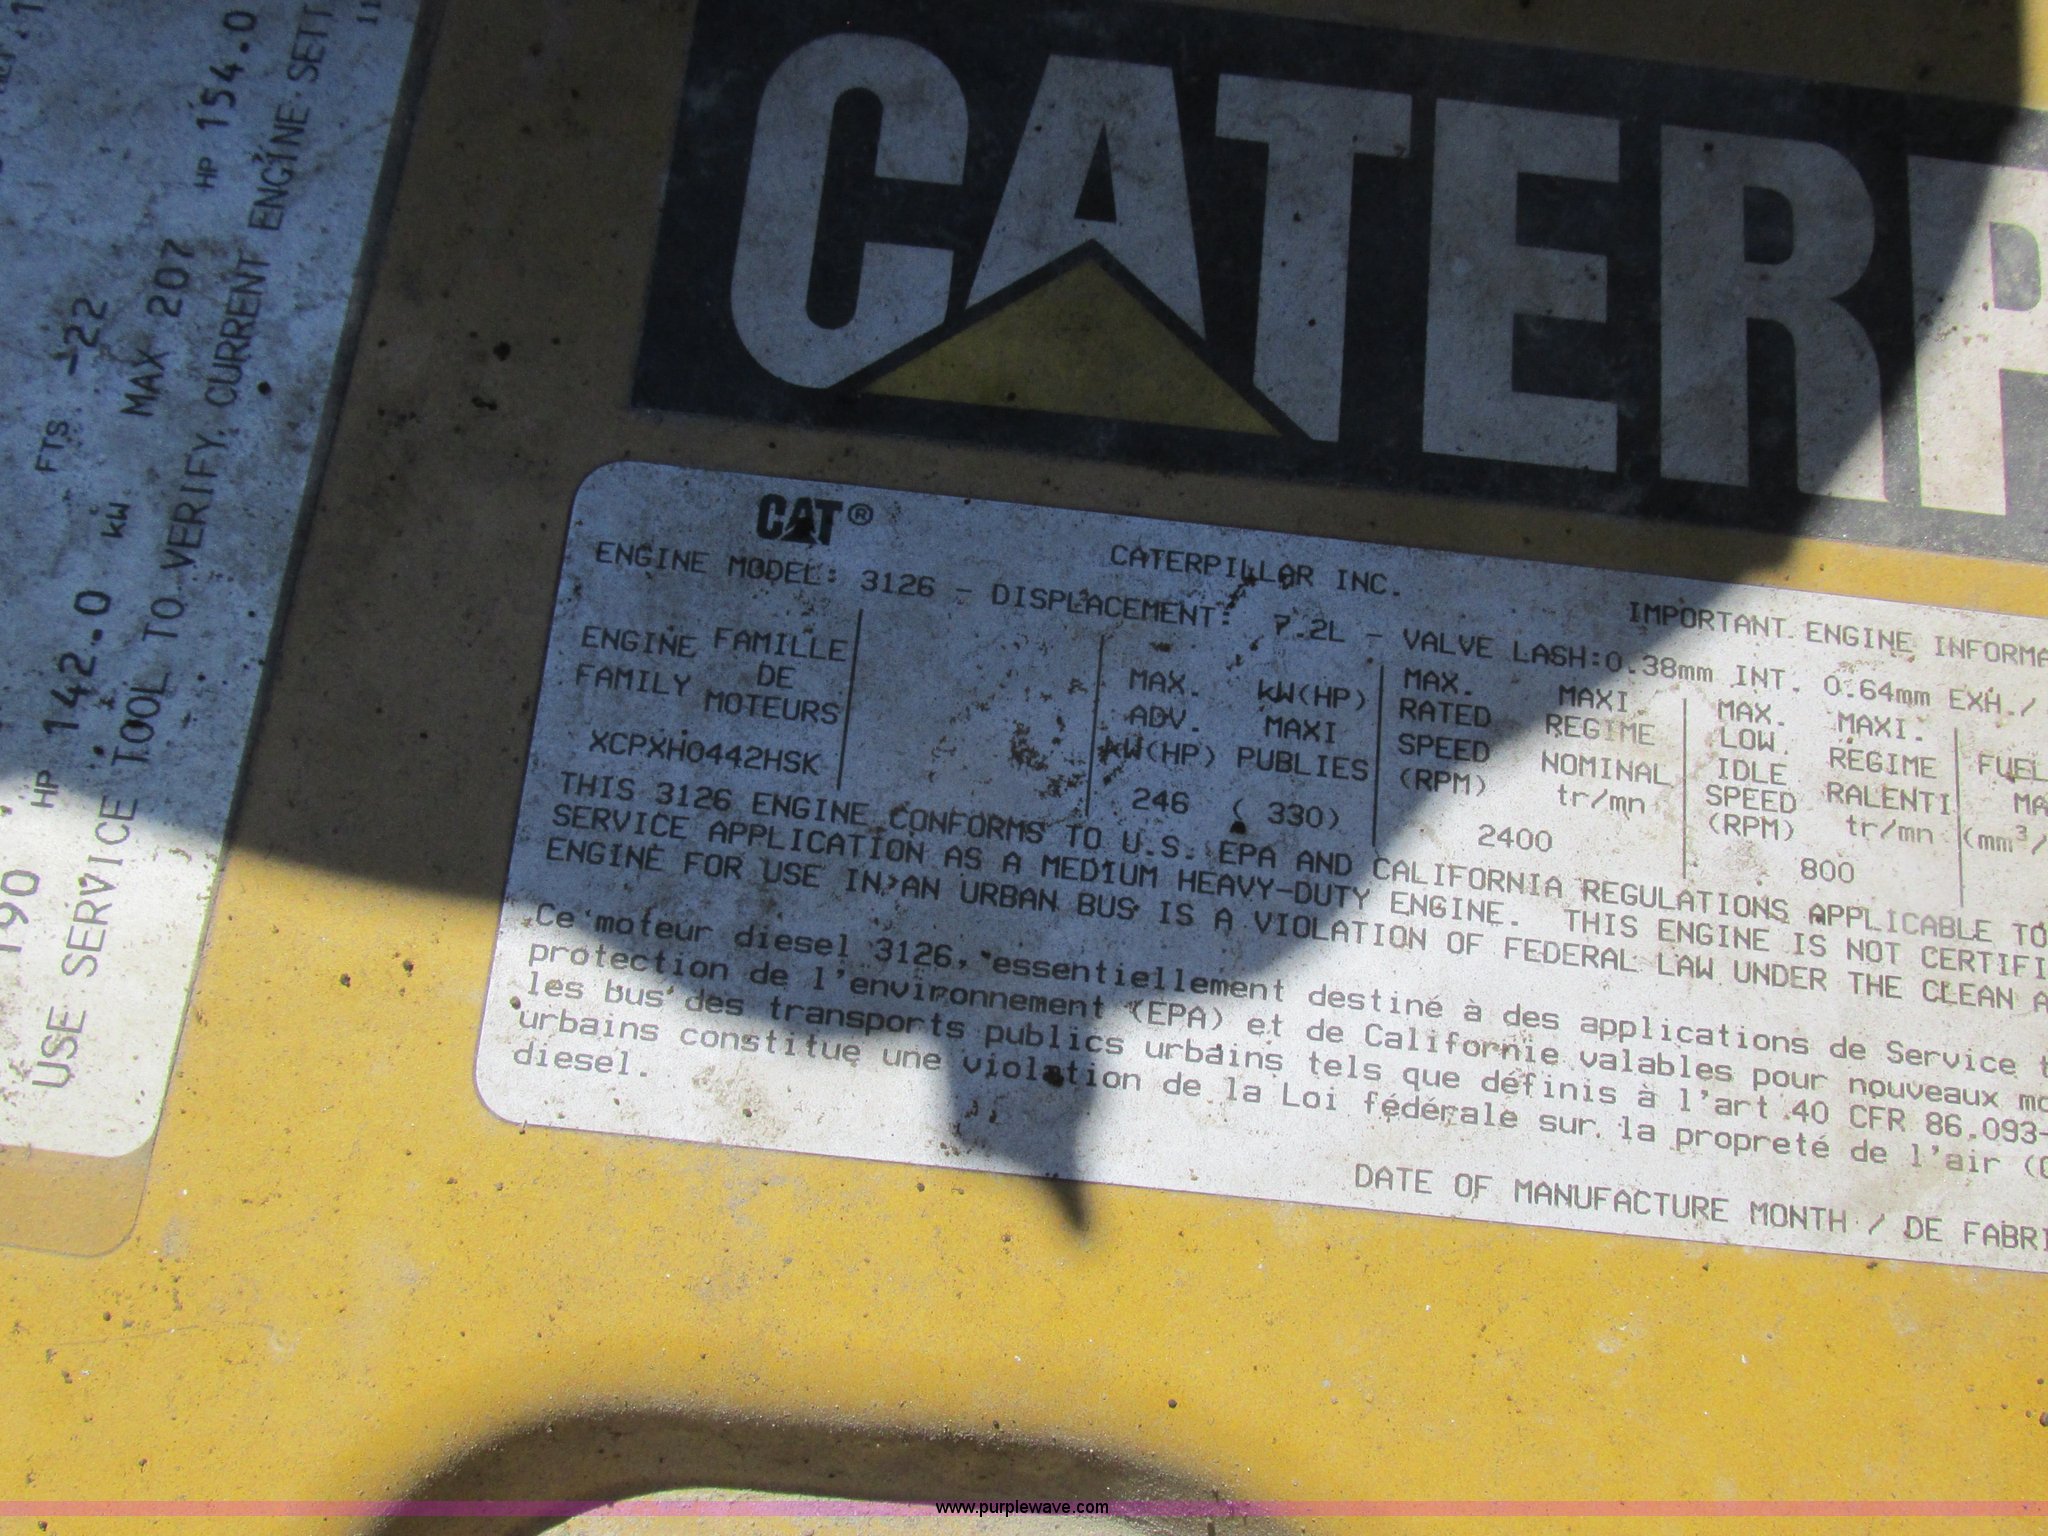 CATERP
CAT®
CATERPILLAR INC.
IMPORTANT ENGINE INFORMA
ENGINE MODEL: 3126 - DISPLACEMENT: 7.2L - VALVE LASH:0.38mm INT. 0.64mm EXH./
ENGINE FAMILLE
FAMILY DE
MOTEURS
XCPXH0442HSK
MAX. kW(HP)
ADV. MAXI
kW(HP) PUBLIES
246 ( 330)
MAX. MAXI
RATED REGIME
SPEED NOMINAL
(RPM) tr/mn
2400
MAX. MAXI.
LOW REGIME
IDLE RALENTI
SPEED tr/mn
(RPM)
800
FUEL
MA
(mm³/
THIS 3126 ENGINE CONFORMS TO U.S. EPA AND CALIFORNIA REGULATIONS APPLICABLE TO
SERVICE APPLICATION AS A MEDIUM HEAVY-DUTY ENGINE. THIS ENGINE IS NOT CERTIFI
ENGINE FOR USE IN AN URBAN BUS IS A VIOLATION OF FEDERAL LAW UNDER THE CLEAN A
Ce moteur diesel 3126, essentiellement destiné à des applications de Service t
protection de l'environnement (EPA) et de Californie valables pour nouveaux mo
les bus des transports publics urbains tels que définis à l'art 40 CFR 86.093-
urbains constitue une violation de la Loi fédérale sur la propreté de l'air (C
diesel.
DATE OF MANUFACTURE MONTH / DE FABRI
190 HP 142.0 kW MAX 207 HP 154.0
FTS -22
USE SERVICE TOOL TO VERIFY CURRENT ENGINE SETT
www.purplewave.com